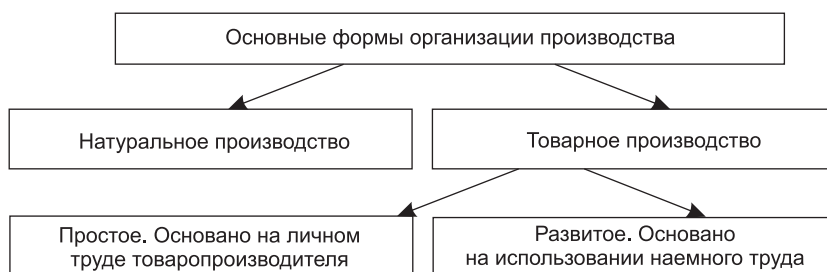 Основные формы организации производства
Натуральное производство
Товарное производство
Простое. Основано на личном
труде товаропроизводителя
Развитое. Основано
на использовании наемного труда